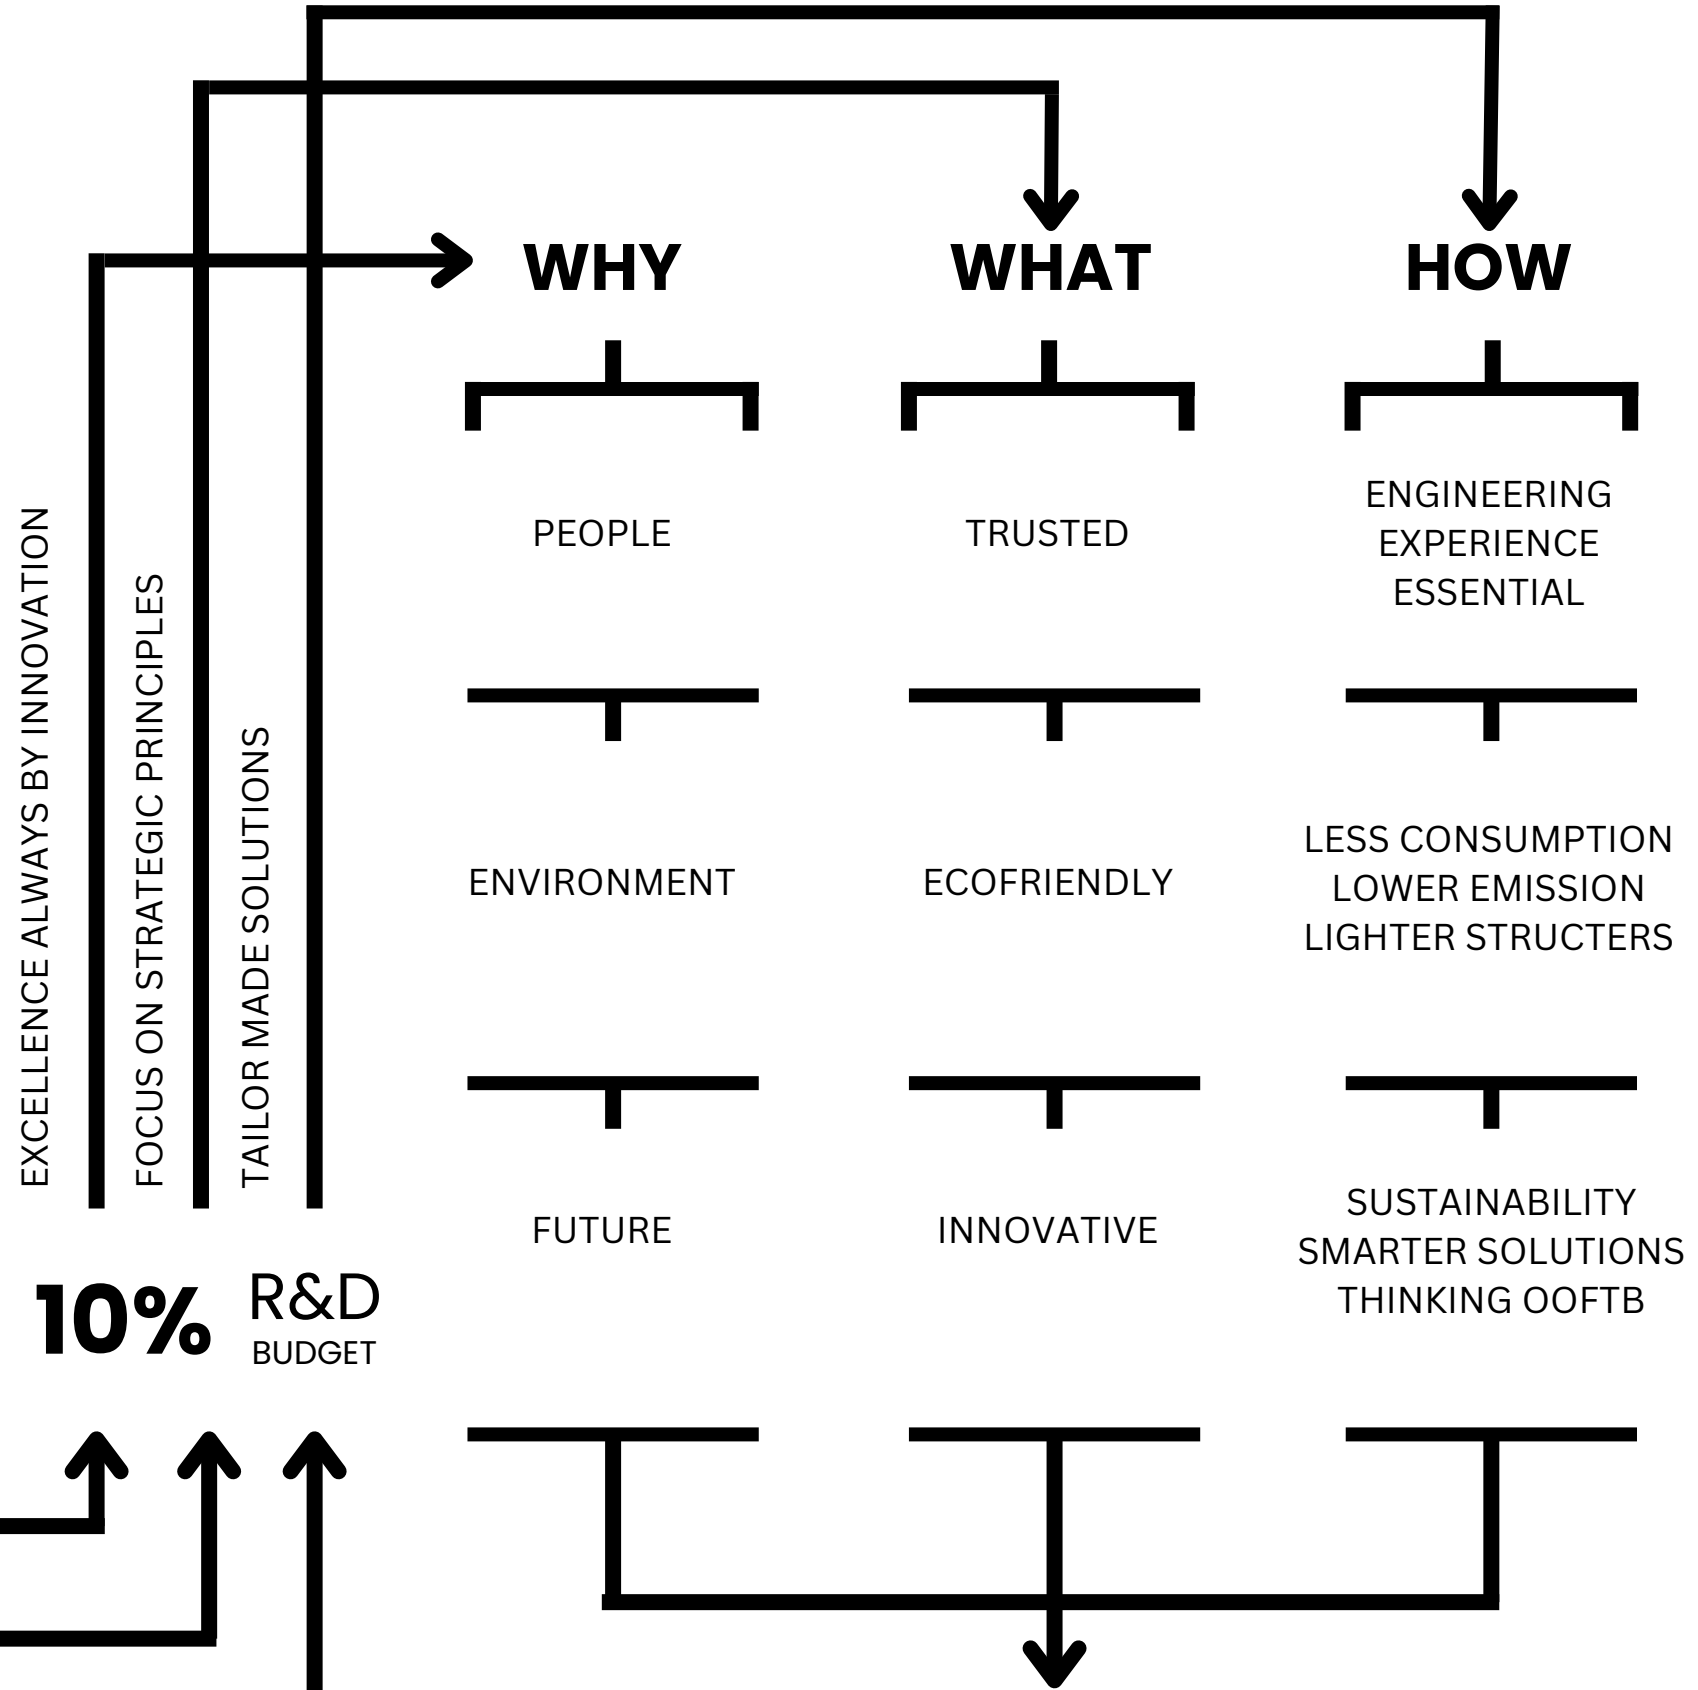 WHY
WHAT
HOW
PEOPLE
TRUSTED
ENGINEERING
EXPERIENCE
ESSENTIAL
ENVIRONMENT
ECOFRIENDLY
LESS CONSUMPTION
LOWER EMISSION
LIGHTER STRUCTERS
FUTURE
INNOVATIVE
SUSTAINABILITY
SMARTER SOLUTIONS
THINKING OOFTB
EXCELLENCE ALWAYS BY INNOVATION
FOCUS ON STRATEGIC PRINCIPLES
TAILOR MADE SOLUTIONS
10% R&D
BUDGET